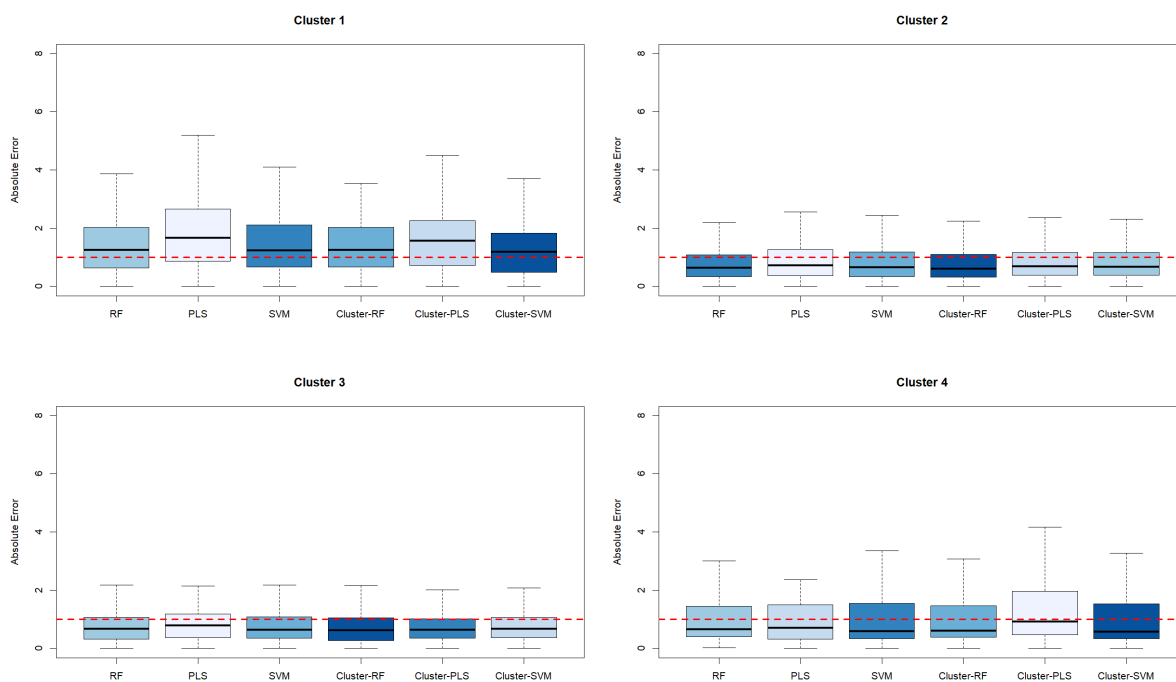 Cluster 1
Absolute Error
8
6
4
2
0
RF PLS SVM Cluster-RF Cluster-PLS Cluster-SVM
Cluster 2
Absolute Error
8
6
4
2
0
RF PLS SVM Cluster-RF Cluster-PLS Cluster-SVM
Cluster 3
Absolute Error
8
6
4
2
0
RF PLS SVM Cluster-RF Cluster-PLS Cluster-SVM
Cluster 4
Absolute Error
8
6
4
2
0
RF PLS SVM Cluster-RF Cluster-PLS Cluster-SVM